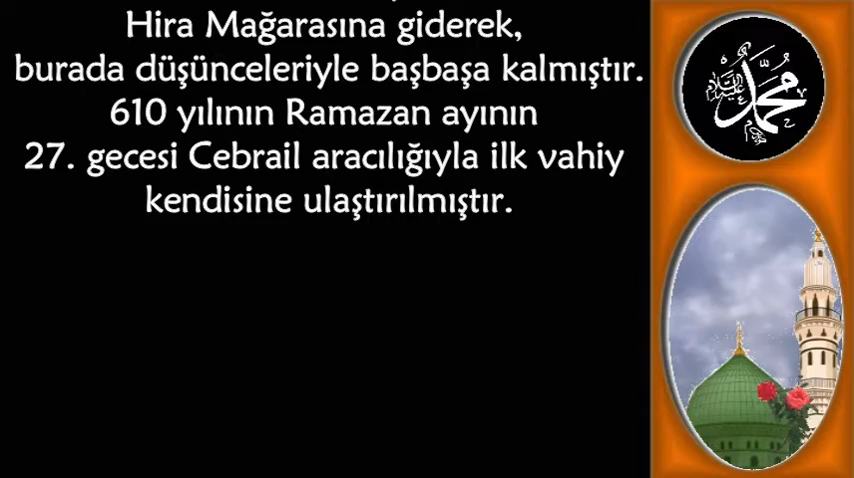 Hira Mağarasına giderek,
burada düşünceleriyle başbaşa kalmıştır.
610 yılının Ramazan ayının
27. gecesi Cebrail aracılığıyla ilk vahiy
kendisine ulaştırılmıştır.
محمد